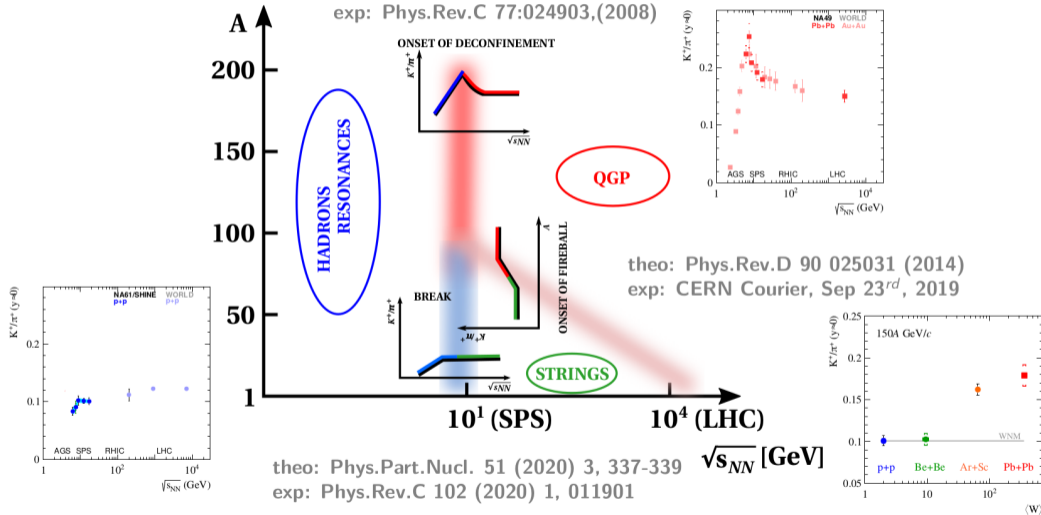 exp: Phys.Rev.C 77:024903,(2008)
A
ONSET OF DECONFINEMENT
K⁺/π⁺
√sNN
200
150
100
50
1
HADRONS
RESONANCES
QGP
STRINGS
BREAK
K⁺/π⁺
√sNN
A
K⁺/π⁺
ONSET OF FIREBALL
10¹ (SPS)
10⁴ (LHC)
√sNN [GeV]
K⁺/π⁺ (y≈0)
NA49 WORLD
Pb+Pb Au+Au
0.2
0.1
0
AGS SPS RHIC LHC
1 10² 10⁴
√sNN (GeV)
theo: Phys.Rev.D 90 025031 (2014)
exp: CERN Courier, Sep 23rd, 2019
K⁺/π⁺ (y≈0)
NA61/SHINE WORLD
p+p p+p
0.2
0.1
0
AGS SPS RHIC LHC
1 10² 10⁴
√sNN (GeV)
K⁺/π⁺ (y≈0)
150A GeV/c
0.2
0.15
0.1
0.05
WNM
p+p Be+Be Ar+Sc Pb+Pb
1 10 10²
⟨W⟩
theo: Phys.Part.Nucl. 51 (2020) 3, 337-339
exp: Phys.Rev.C 102 (2020) 1, 011901